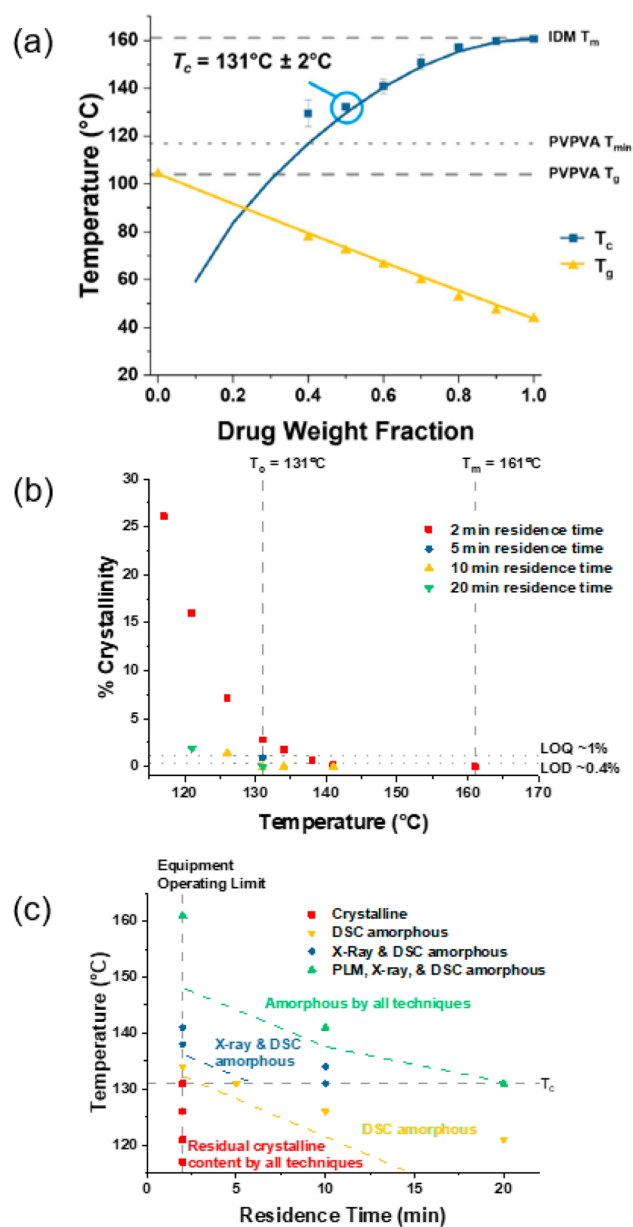 (a)
160
140
120
100
80
60
40
20
Temperature (°C)
Tc = 131°C ± 2°C
IDM Tm
PVPVA Tmin
PVPVA Tg
Tc
Tg
0.0 0.2 0.4 0.6 0.8 1.0
Drug Weight Fraction
(b)
To = 131°C
Tm = 161°C
30
25
20
15
10
5
0
% Crystallinity
2 min residence time
5 min residence time
10 min residence time
20 min residence time
LOQ ~1%
LOD ~0.4%
120 130 140 150 160 170
Temperature (°C)
(c)
Equipment
Operating Limit
160
150
140
130
120
Temperature (°C)
Crystalline
DSC amorphous
X-Ray & DSC amorphous
PLM, X-ray, & DSC amorphous
Amorphous by all techniques
X-ray & DSC
amorphous
Tc
DSC amorphous
Residual crystalline
content by all techniques
0 5 10 15 20
Residence Time (min)